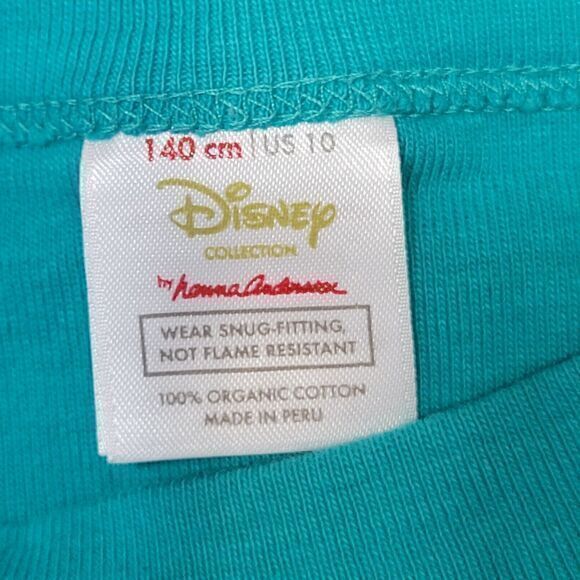 140 cm | US 10
Disney
COLLECTION
by hanna Andersson
WEAR SNUG-FITTING,
NOT FLAME RESISTANT
100% ORGANIC COTTON
MADE IN PERU